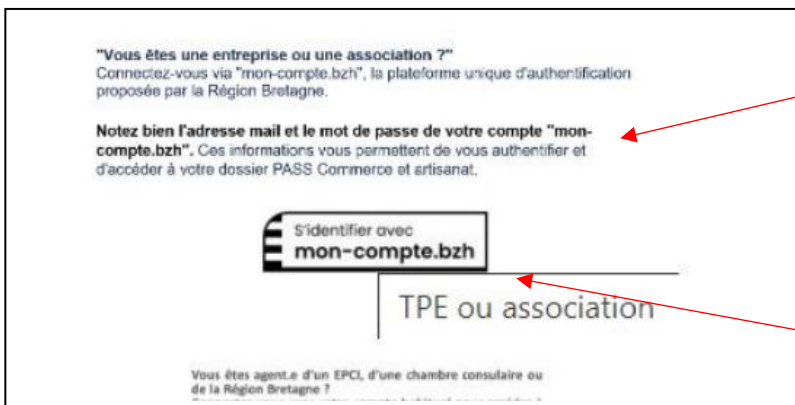 "Vous êtes une entreprise ou une association ?"
Connectez-vous via "mon-compte.bzh", la plateforme unique d'authentification
proposée par la Région Bretagne.
Notez bien l'adresse mail et le mot de passe de votre compte "mon-
compte.bzh". Ces informations vous permettent de vous authentifier et
d'accéder à votre dossier PASS Commerce et artisanat.
S'identifier avec
mon-compte.bzh
TPE ou association
Vous êtes agent.e d'un EPCI, d'une chambre consulaire ou
de la Région Bretagne ?